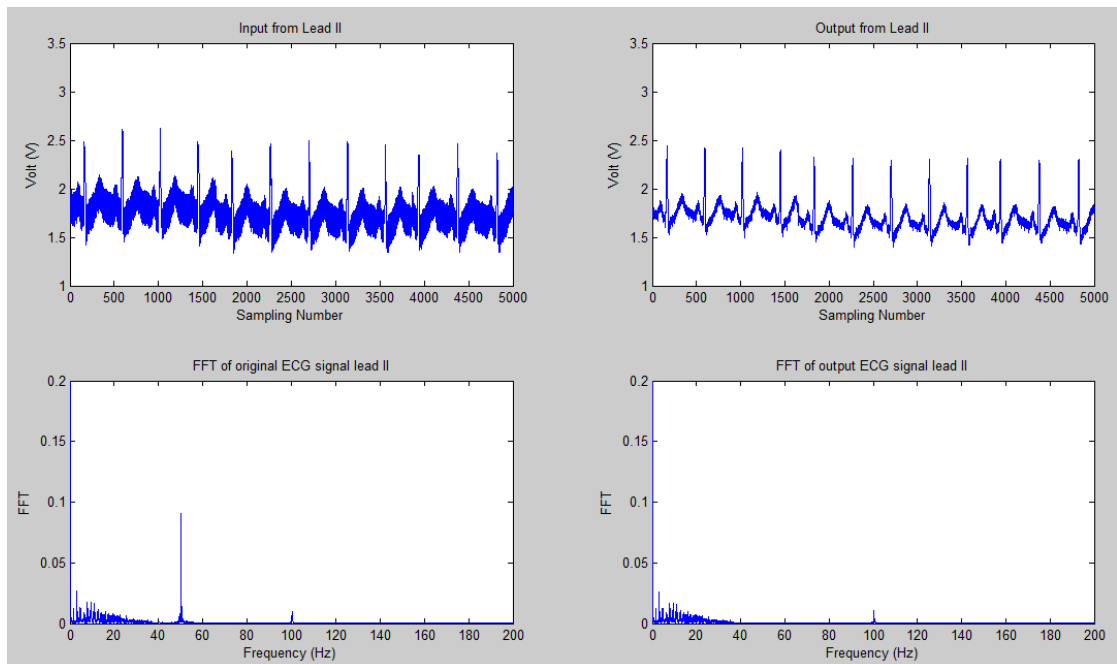 Input from Lead II
3.5
3
2.5
2
1.5
1
Volt (V)
0 500 1000 1500 2000 2500 3000 3500 4000 4500 5000
Sampling Number
Output from Lead II
3.5
3
2.5
2
1.5
1
Volt (V)
0 500 1000 1500 2000 2500 3000 3500 4000 4500 5000
Sampling Number
FFT of original ECG signal lead II
0.2
0.15
0.1
0.05
0
FFT
0 20 40 60 80 100 120 140 160 180 200
Frequency (Hz)
FFT of output ECG signal lead II
0.2
0.15
0.1
0.05
0
FFT
0 20 40 60 80 100 120 140 160 180 200
Frequency (Hz)